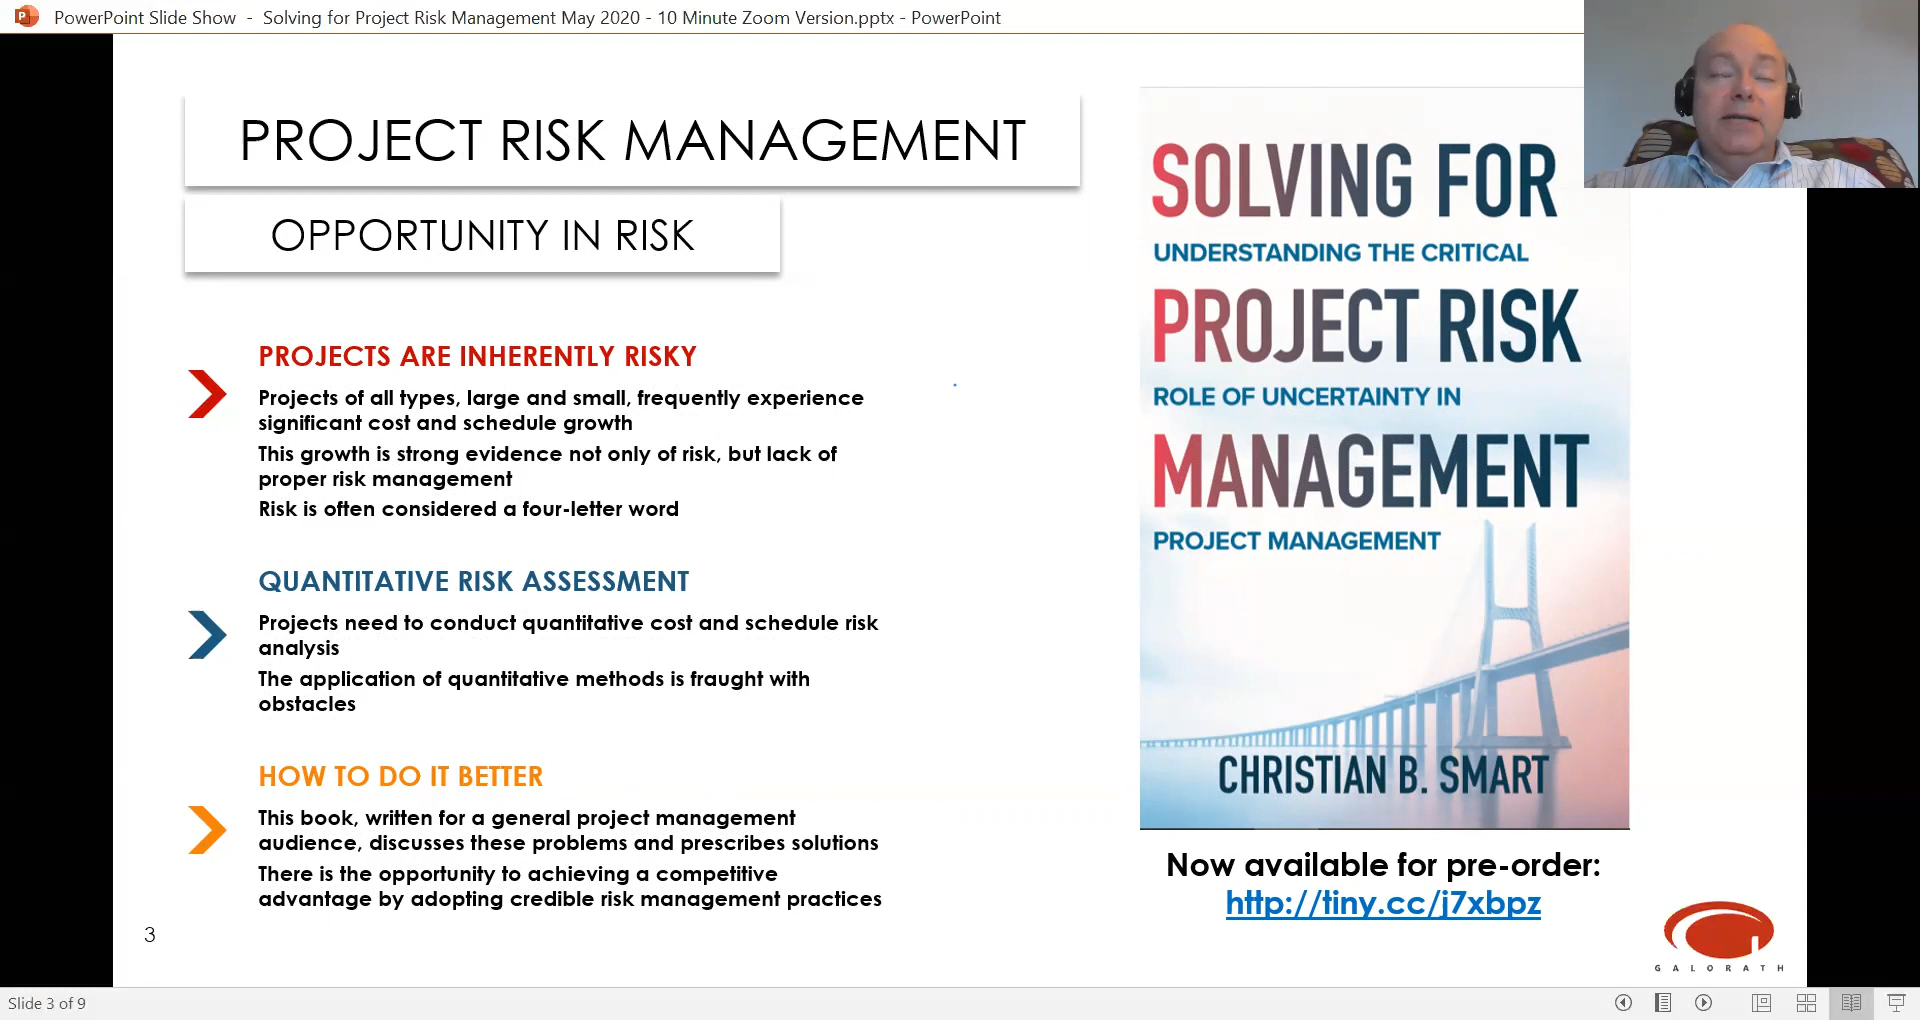 PowerPoint Slide Show - Solving for Project Risk Management May 2020 - 10 Minute Zoom Version.pptx - PowerPoint
PROJECT RISK MANAGEMENT
OPPORTUNITY IN RISK
PROJECTS ARE INHERENTLY RISKY
Projects of all types, large and small, frequently experience
significant cost and schedule growth
This growth is strong evidence not only of risk, but lack of
proper risk management
Risk is often considered a four-letter word
QUANTITATIVE RISK ASSESSMENT
Projects need to conduct quantitative cost and schedule risk
analysis
The application of quantitative methods is fraught with
obstacles
HOW TO DO IT BETTER
This book, written for a general project management
audience, discusses these problems and prescribes solutions
There is the opportunity to achieving a competitive
advantage by adopting credible risk management practices
3
SOLVING FOR
UNDERSTANDING THE CRITICAL
PROJECT RISK
ROLE OF UNCERTAINTY IN
MANAGEMENT
PROJECT MANAGEMENT
CHRISTIAN B. SMART
Now available for pre-order:
http://tiny.cc/j7xbpz
GALORATH
Slide 3 of 9